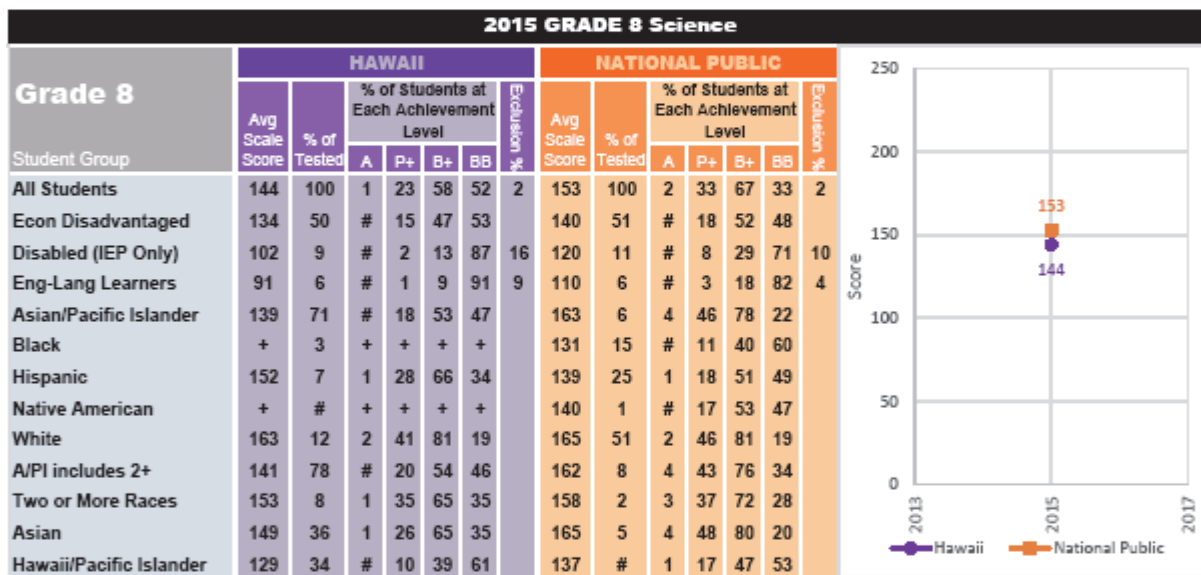 2015 GRADE 8 Science
Grade 8
Student Group
HAWAII
NATIONAL PUBLIC
Avg Scale Score
% of Tested
% of Students at Each Achievement Level
A P+ B+ BB
Exclusion %
Avg Scale Score
% of Tested
% of Students at Each Achievement Level
A P+ B+ BB
Exclusion %
All Students 144 100 1 23 58 52 2 153 100 2 33 67 33 2
Econ Disadvantaged 134 50 # 15 47 53 140 51 # 18 52 48
Disabled (IEP Only) 102 9 # 2 13 87 16 120 11 # 8 29 71 10
Eng-Lang Learners 91 6 # 1 9 91 9 110 6 # 3 18 82 4
Asian/Pacific Islander 139 71 # 18 53 47 163 6 4 46 78 22
Black + 3 + + + + 131 15 # 11 40 60
Hispanic 152 7 1 28 66 34 139 25 1 18 51 49
Native American + # + + + + 140 1 # 17 53 47
White 163 12 2 41 81 19 165 51 2 46 81 19
A/PI includes 2+ 141 78 # 20 54 46 162 8 4 43 76 34
Two or More Races 153 8 1 35 65 35 158 2 3 37 72 28
Asian 149 36 1 26 65 35 165 5 4 48 80 20
Hawaii/Pacific Islander 129 34 # 10 39 61 137 # 1 17 47 53
250
200
150
100
50
0
Score
153
144
2013
2015
2017
Hawaii
National Public